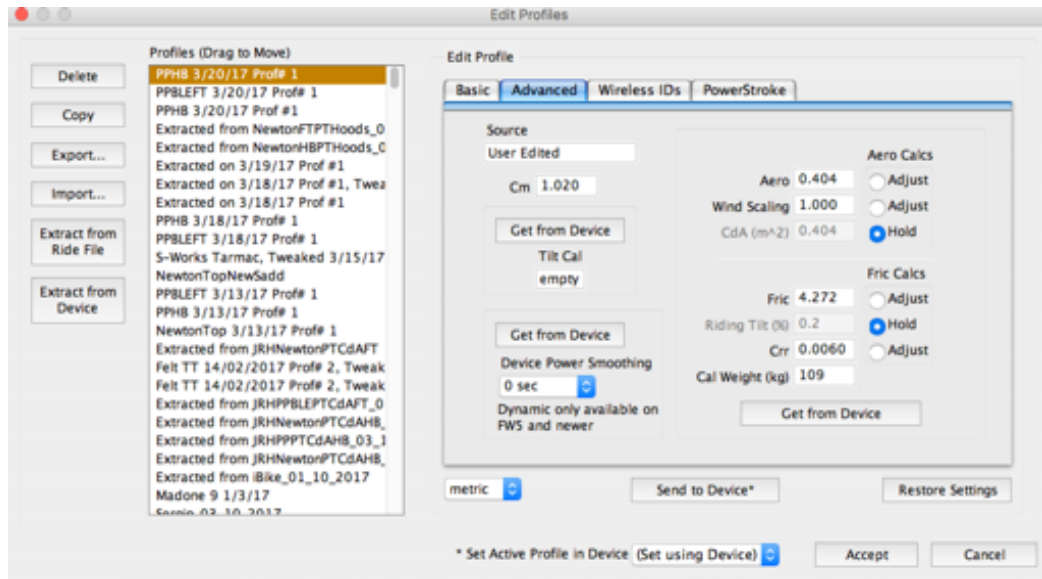 Edit Profiles
Delete
Copy
Export...
Import...
Extract from
Ride File
Extract from
Device
Profiles (Drag to Move)
PPHB 3/20/17 Prof# 1
PPBLEFT 3/20/17 Prof# 1
PPHB 3/20/17 Prof #1
Extracted from NewtonFTPTHoods_0
Extracted from NewtonHBPTHoods_0
Extracted on 3/19/17 Prof #1
Extracted on 3/18/17 Prof #1, Twea
Extracted on 3/18/17 Prof #1
PPHB 3/18/17 Prof# 1
PPBLEFT 3/18/17 Prof# 1
S-Works Tarmac, Tweaked 3/15/17
NewtonTopNewSadd
PPBLEFT 3/13/17 Prof# 1
PPHB 3/13/17 Prof# 1
NewtonTop 3/13/17 Prof# 1
Extracted from JRHNewtonPTCdAFT
Felt TT 14/02/2017 Prof# 2, Tweak
Felt TT 14/02/2017 Prof# 2, Tweak
Extracted from JRHPPBLEPTCdAFT_0
Extracted from JRHNewtonPTCdAHB_
Extracted from JRHPPPTCdAHB_03_1
Extracted from JRHNewtonPTCdAHB_
Extracted from iBike_01_10_2017
Madone 9 1/3/17
Sergio 03_10_2017
Edit Profile
Basic
Advanced
Wireless IDs
PowerStroke
Source
User Edited
Cm 1.020
Get from Device
Tilt Cal
empty
Get from Device
Device Power Smoothing
0 sec
Dynamic only available on
FW5 and newer
Aero Calcs
Aero 0.404 Adjust
Wind Scaling 1.000 Adjust
CdA (m^2) 0.404 Hold
Fric Calcs
Fric 4.272 Adjust
Riding Tilt (%) 0.2 Hold
Crr 0.0060 Adjust
Cal Weight (kg) 109
Get from Device
metric
Send to Device*
Restore Settings
* Set Active Profile in Device (Set using Device)
Accept
Cancel